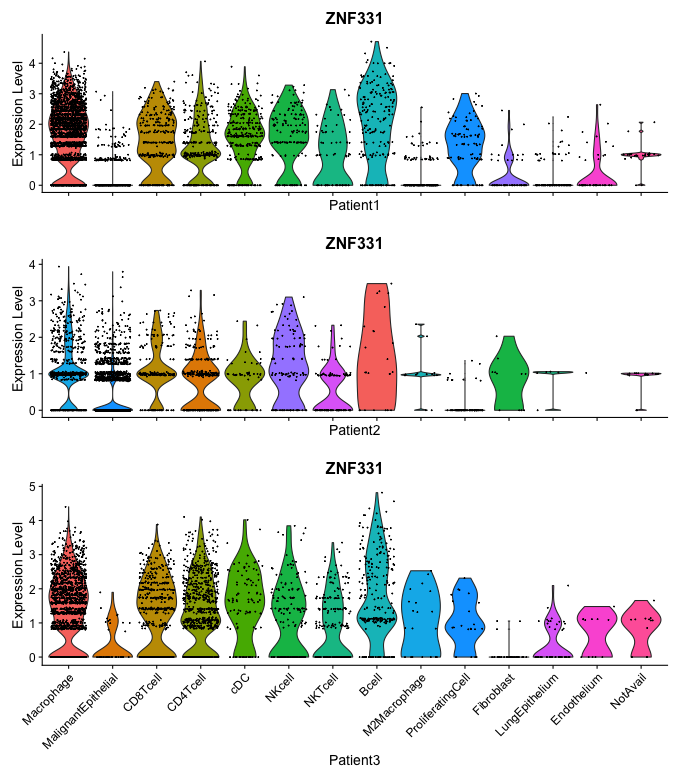 ZNF331
Expression Level
4
3
2
1
0
Patient1
ZNF331
Expression Level
4
3
2
1
0
Patient2
ZNF331
Expression Level
5
4
3
2
1
0
Macrophage
MalignantEpithelial
CD8Tcell
CD4Tcell
cDC
NKcell
NKTcell
Bcell
M2Macrophage
ProliferatingCell
Fibroblast
LungEpithelium
Endothelium
NotAvail
Patient3